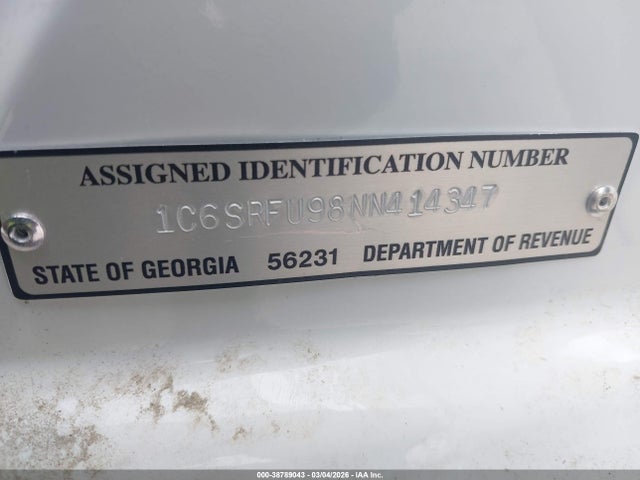 ASSIGNED IDENTIFICATION NUMBER
1C6SRFU98NN414347
STATE OF GEORGIA 56231 DEPARTMENT OF REVENUE
000-38789043 - 03/04/2026 - IAA Inc.